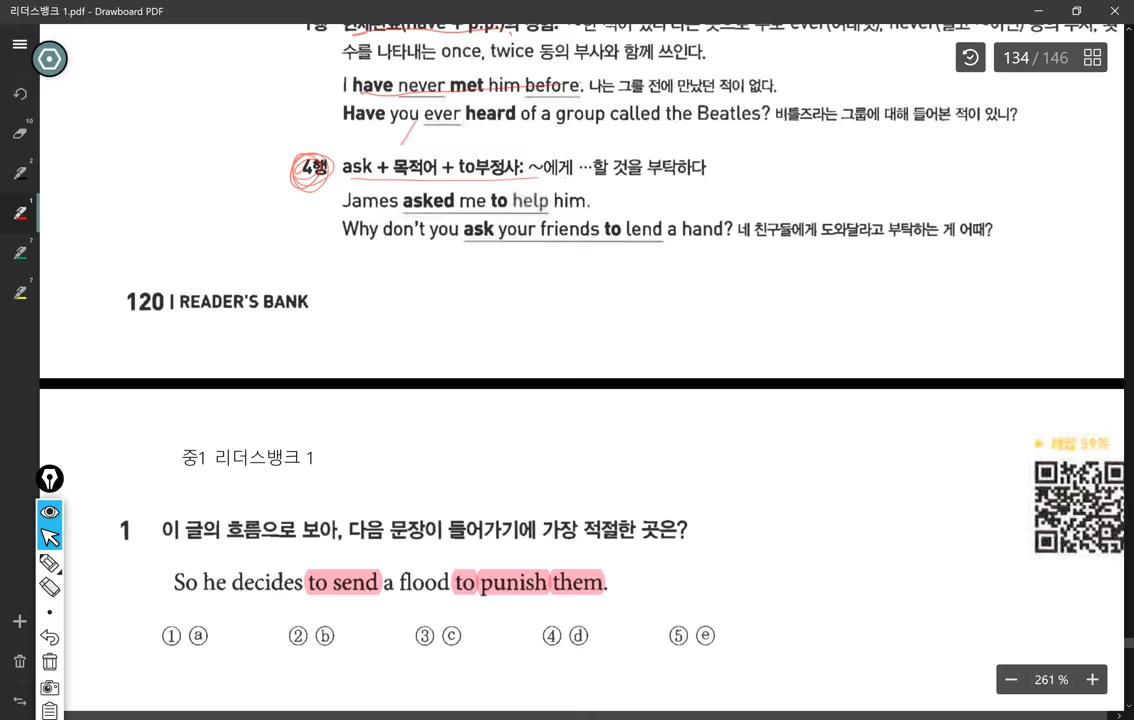 리더스뱅크 1.pdf - Drawboard PDF
134 / 146
수를 나타내는 once, twice 등의 부사와 함께 쓰인다.
I have never met him before. 나는 그를 전에 만났던 적이 없다.
Have you ever heard of a group called the Beatles? 비틀즈라는 그룹에 대해 들어본 적이 있니?
4행 ask + 목적어 + to부정사: ~에게 …할 것을 부탁하다
James asked me to help him.
Why don't you ask your friends to lend a hand? 네 친구들에게 도와달라고 부탁하는 게 어때?
120 | READER'S BANK
10
2
1
7
7
중1 리더스뱅크 1
1 이 글의 흐름으로 보아, 다음 문장이 들어가기에 가장 적절한 곳은?
So he decides to send a flood to punish them.
① ⓐ ② ⓑ ③ ⓒ ④ ⓓ ⑤ ⓔ
261 %